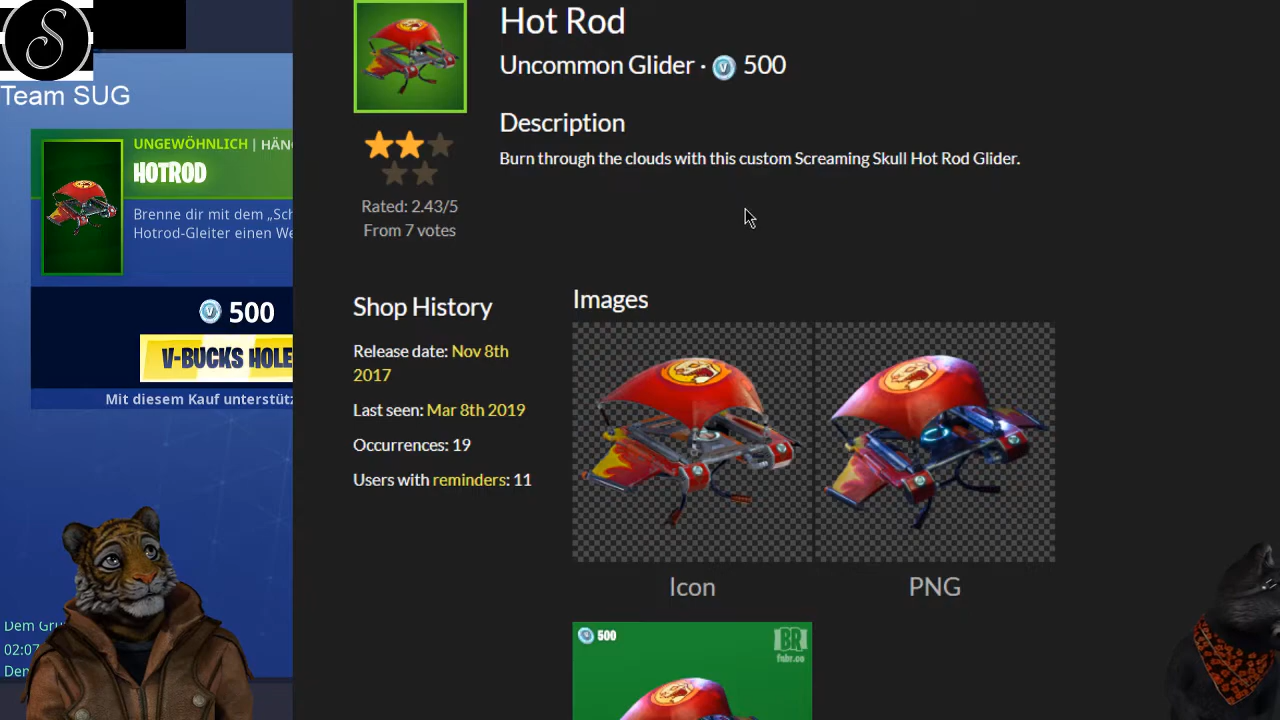 S
Team SUG
UNGEWÖHNLICH | HÄN
HOTROD
Brenne dir mit dem „Sch
Hotrod-Gleiter einen We
500
V-BUCKS HOLE
Mit diesem Kauf unterstütz
02:07
Hot Rod
Uncommon Glider · V 500
Description
Burn through the clouds with this custom Screaming Skull Hot Rod Glider.
Rated: 2.43/5
From 7 votes
Shop History
Release date: Nov 8th
2017
Last seen: Mar 8th 2019
Occurrences: 19
Users with reminders: 11
Images
Icon
PNG
500
BR
fnbr.co